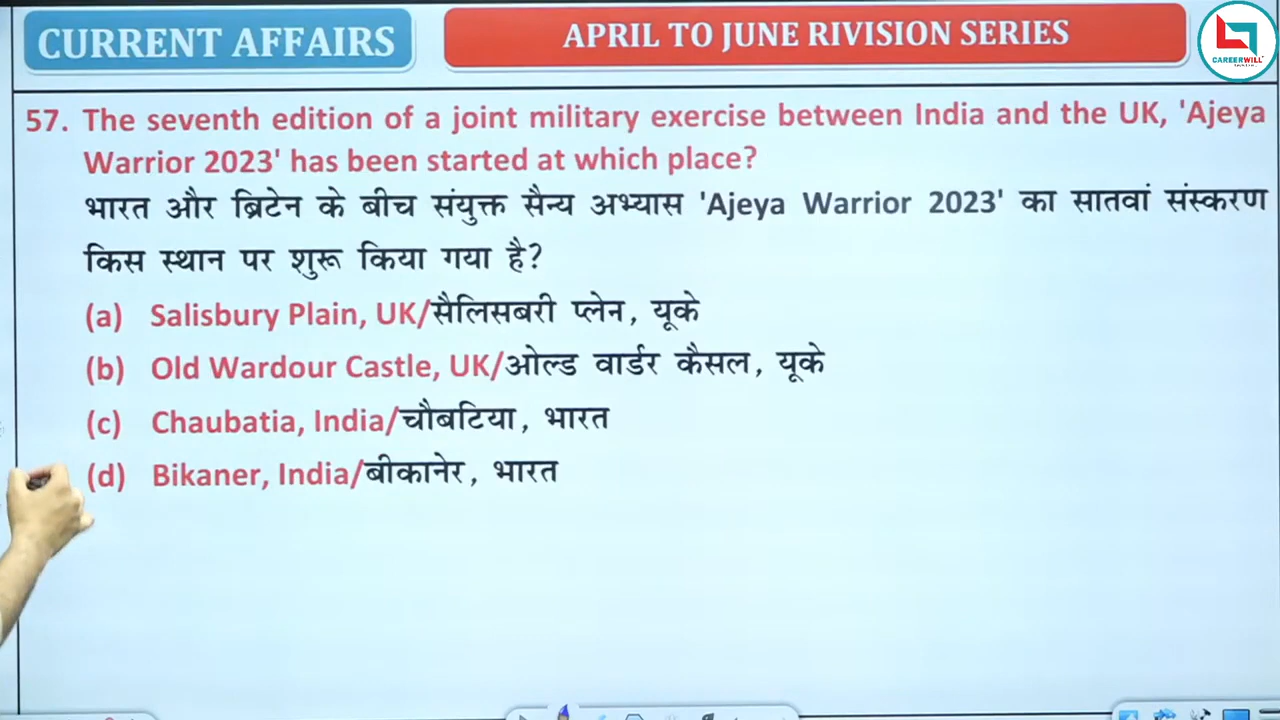 CURRENT AFFAIRS
APRIL TO JUNE RIVISION SERIES
CAREERWILL
57. The seventh edition of a joint military exercise between India and the UK, 'Ajeya
Warrior 2023' has been started at which place?
भारत और ब्रिटेन के बीच संयुक्त सैन्य अभ्यास 'Ajeya Warrior 2023' का सातवां संस्करण
किस स्थान पर शुरू किया गया है?
(a) Salisbury Plain, UK/सैलिसबरी प्लेन, यूके
(b) Old Wardour Castle, UK/ओल्ड वार्डर कैसल, यूके
(c) Chaubatia, India/चौबटिया, भारत
(d) Bikaner, India/बीकानेर, भारत